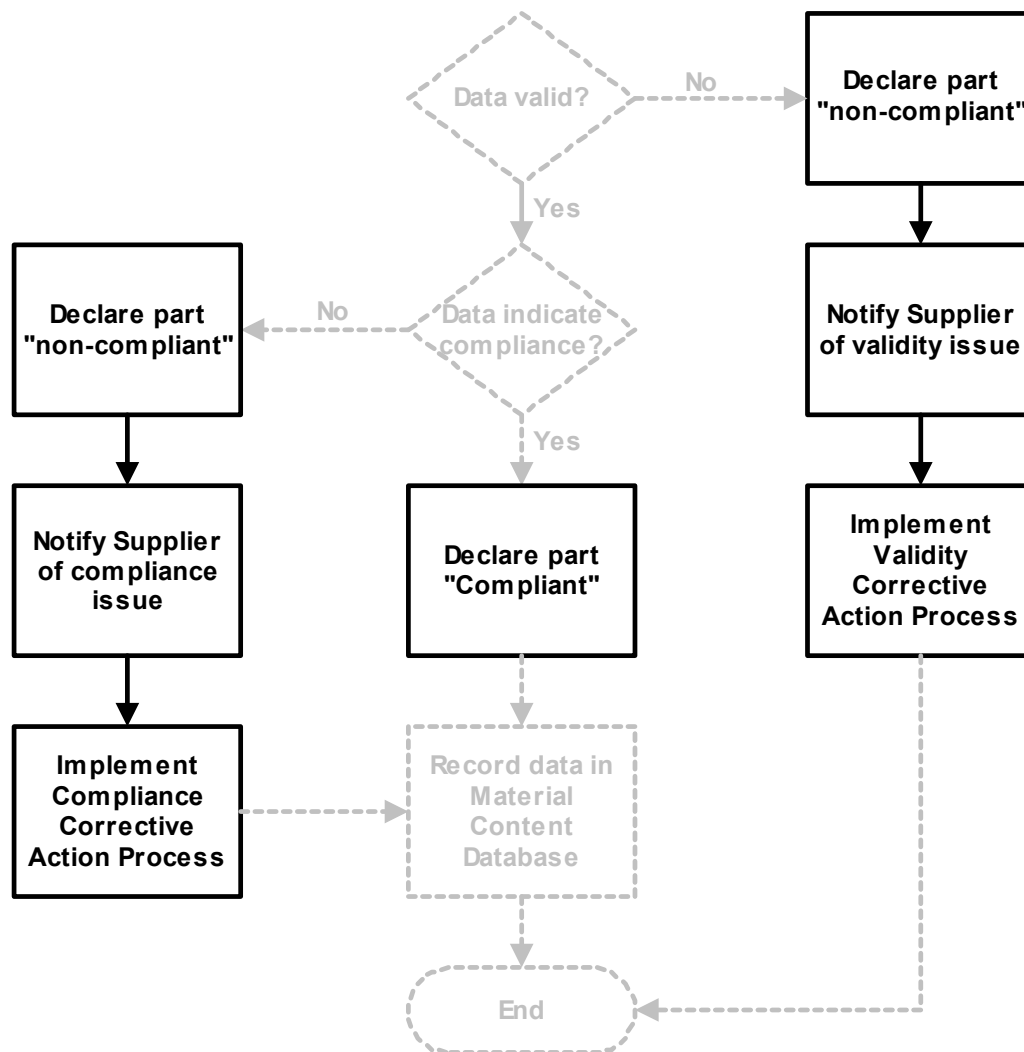 Data valid?
No
Declare part
"non-compliant"
Yes
Declare part
"non-compliant"
No
Data indicate
compliance?
Notify Supplier
of validity issue
Yes
Notify Supplier
of compliance
issue
Declare part
"Compliant"
Implement
Validity
Corrective
Action Process
Implement
Compliance
Corrective
Action Process
Record data in
Material
Content
Database
End